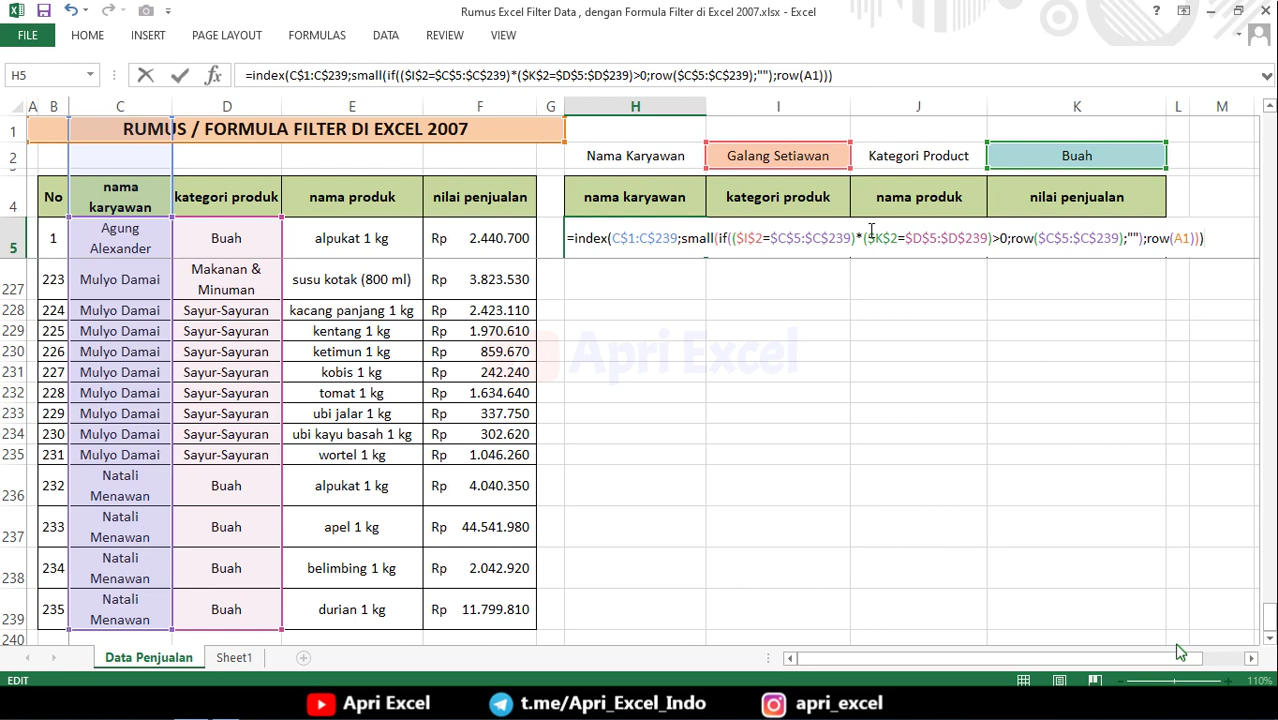 Rumus Excel Filter Data , dengan Formula Filter di Excel 2007.xlsx - Excel
FILE HOME INSERT PAGE LAYOUT FORMULAS DATA REVIEW VIEW
H5 =index(C$1:C$239;small(if(($I$2=$C$5:$C$239)*($K$2=$D$5:$D$239)>0;row($C$5:$C$239);"");row(A1)))
A B C D E F G H I J K L M
1 RUMUS / FORMULA FILTER DI EXCEL 2007
2 Nama Karyawan Galang Setiawan Kategori Product Buah
4 No nama karyawan kategori produk nama produk nilai penjualan nama karyawan kategori produk nama produk nilai penjualan
5 1 Agung Alexander Buah alpukat 1 kg Rp 2.440.700 =index(C$1:C$239;small(if(($I$2=$C$5:$C$239)*($K$2=$D$5:$D$239)>0;row($C$5:$C$239);"");row(A1)))
227 223 Mulyo Damai Makanan & Minuman susu kotak (800 ml) Rp 3.823.530
228 224 Mulyo Damai Sayur-Sayuran kacang panjang 1 kg Rp 2.423.110
229 225 Mulyo Damai Sayur-Sayuran kentang 1 kg Rp 1.970.610
230 226 Mulyo Damai Sayur-Sayuran ketimun 1 kg Rp 859.670
231 227 Mulyo Damai Sayur-Sayuran kobis 1 kg Rp 242.240
232 228 Mulyo Damai Sayur-Sayuran tomat 1 kg Rp 1.634.640
233 229 Mulyo Damai Sayur-Sayuran ubi jalar 1 kg Rp 337.750
234 230 Mulyo Damai Sayur-Sayuran ubi kayu basah 1 kg Rp 302.620
235 231 Mulyo Damai Sayur-Sayuran wortel 1 kg Rp 1.046.260
236 232 Natali Menawan Buah alpukat 1 kg Rp 4.040.350
237 233 Natali Menawan Buah apel 1 kg Rp 44.541.980
238 234 Natali Menawan Buah belimbing 1 kg Rp 2.042.920
239 235 Natali Menawan Buah durian 1 kg Rp 11.799.810
240
Apri Excel
Data Penjualan Sheet1
EDIT 110%
Apri Excel t.me/Apri_Excel_Indo apri_excel